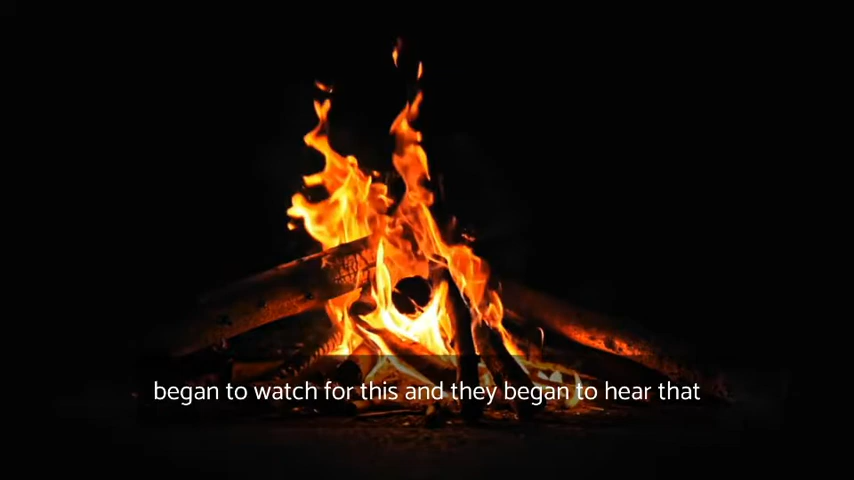 began to watch for this and they began to hear that